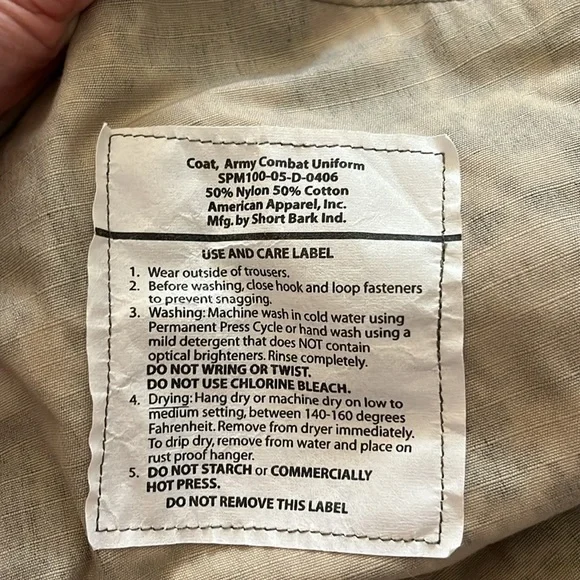 Coat, Army Combat Uniform
SPM100-05-D-0406
50% Nylon 50% Cotton
American Apparel, Inc.
Mfg. by Short Bark Ind.
USE AND CARE LABEL
1. Wear outside of trousers.
2. Before washing, close hook and loop fasteners
to prevent snagging.
3. Washing: Machine wash in cold water using
Permanent Press Cycle or hand wash using a
mild detergent that does NOT contain
optical brighteners. Rinse completely.
DO NOT WRING OR TWIST.
DO NOT USE CHLORINE BLEACH.
4. Drying: Hang dry or machine dry on low to
medium setting, between 140-160 degrees
Fahrenheit. Remove from dryer immediately.
To drip dry, remove from water and place on
rust proof hanger.
5. DO NOT STARCH or COMMERCIALLY
HOT PRESS.
DO NOT REMOVE THIS LABEL